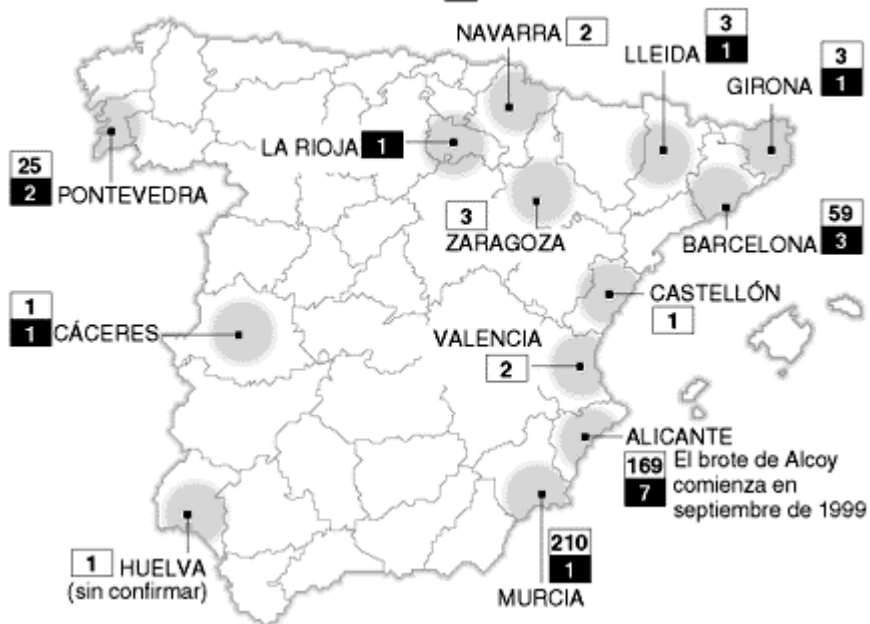 NAVARRA 2
3
LLEIDA 1
3
GIRONA 1
LA RIOJA 1
25
2 PONTEVEDRA
3
ZARAGOZA
59
BARCELONA 3
1
1 CÁCERES
CASTELLÓN
1
VALENCIA
2
ALICANTE
169 El brote de Alcoy
7 comienza en
septiembre de 1999
1 HUELVA
(sin confirmar)
210
1
MURCIA